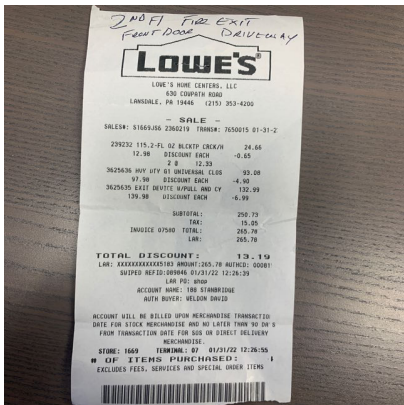 2ND Fl FIRE EXIT
FRONT DOOR DRIVEWAY
LOWE'S
LOWE'S HOME CENTERS, LLC
630 COWPATH ROAD
LANSDALE, PA 19446 (215) 353-4200
- SALE -
SALES#: S1669JS6 2360219 TRANS#: 7650015 01-31-2
239232 115.2-FL OZ BLCKTP CRCK/H 24.66
12.98 DISCOUNT EACH -0.65
2 @ 12.33
3625636 HVY DTY G1 UNIVERSAL CLOS 93.08
97.98 DISCOUNT EACH -4.90
3625635 EXIT DEVICE W/PULL AND CY 132.99
139.98 DISCOUNT EACH -6.99
SUBTOTAL: 250.73
TAX: 15.05
INVOICE 07580 TOTAL: 265.78
LAR: 265.78
TOTAL DISCOUNT: 13.19
LAR: XXXXXXXXXXXX5183 AMOUNT:265.78 AUTHCD:
SWIPED REFID:089046 01/31/22 12:26:39
LAR PO: shop
ACCOUNT NAME: 188 STANBRIDGE
AUTH BUYER: WELDON DAVID
ACCOUNT WILL BE BILLED UPON MERCHANDISE TRANSACTIO
DATE FOR STOCK MERCHANDISE AND NO LATER THAN 90 DA S
FROM TRANSACTION DATE FOR SOS OR DIRECT DELIVERY
MERCHANDISE.
STORE: 1669 TERMINAL: 07 01/31/22 12:26:55
# OF ITEMS PURCHASED:
EXCLUDES FEES, SERVICES AND SPECIAL ORDER ITEMS